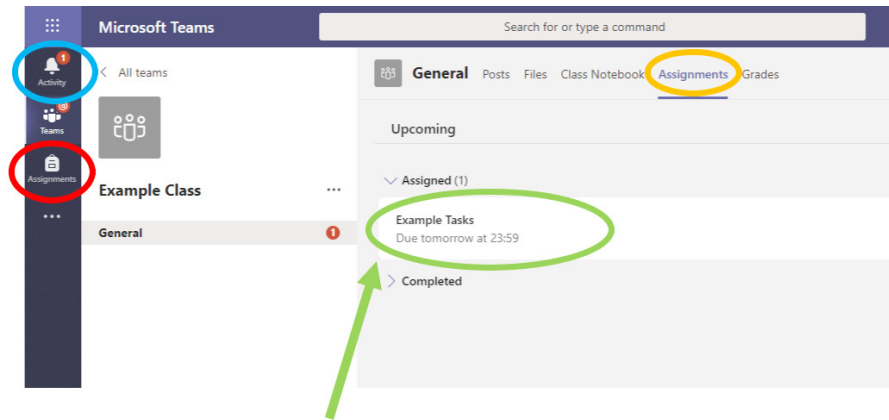 Microsoft Teams
Search for or type a command
1
Activity
Teams
Assignments
< All teams
Example Class
...
General
1
General Posts Files Class Notebook Assignments Grades
Upcoming
Assigned (1)
Example Tasks
Due tomorrow at 23:59
Completed